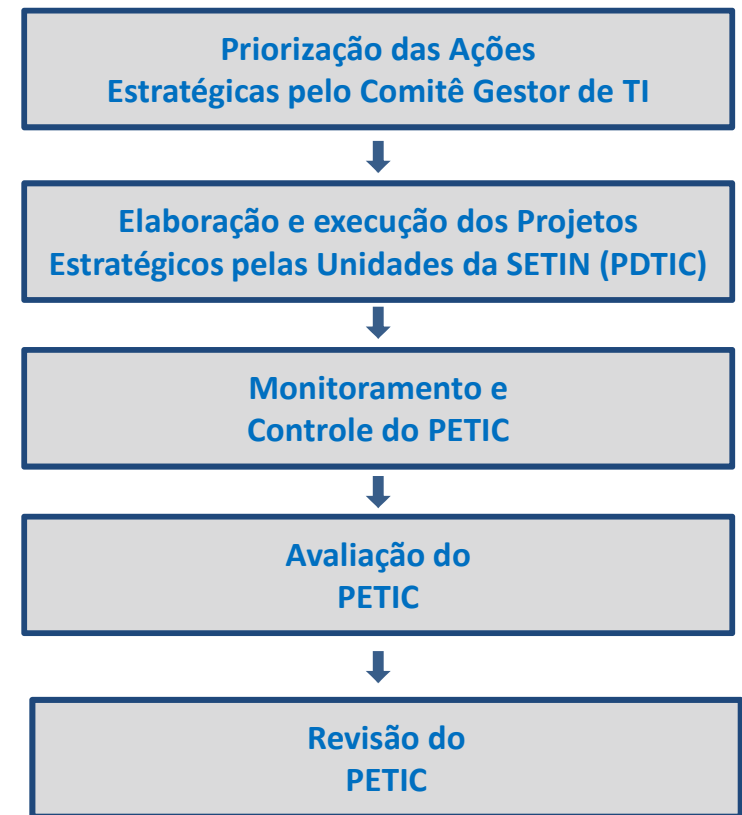 Priorização das Ações
Estratégicas pelo Comitê Gestor de TI
Elaboração e execução dos Projetos
Estratégicos pelas Unidades da SETIN (PDTIC)
Monitoramento e
Controle do PETIC
Avaliação do
PETIC
Revisão do
PETIC